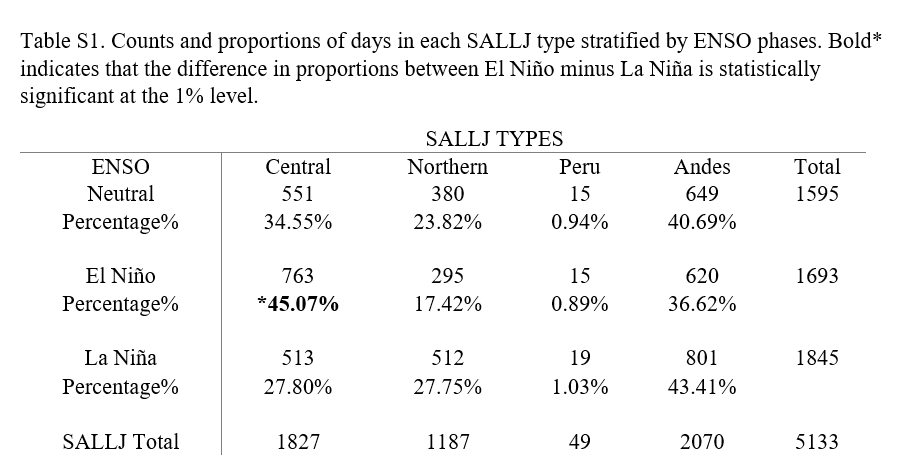 Table S1. Counts and proportions of days in each SALLJ type stratified by ENSO phases. Bold*
indicates that the difference in proportions between El Niño minus La Niña is statistically
significant at the 1% level.
SALLJ TYPES
ENSO Central Northern Peru Andes Total
Neutral 551 380 15 649 1595
Percentage% 34.55% 23.82% 0.94% 40.69%
El Niño 763 295 15 620 1693
Percentage% *45.07% 17.42% 0.89% 36.62%
La Niña 513 512 19 801 1845
Percentage% 27.80% 27.75% 1.03% 43.41%
SALLJ Total 1827 1187 49 2070 5133